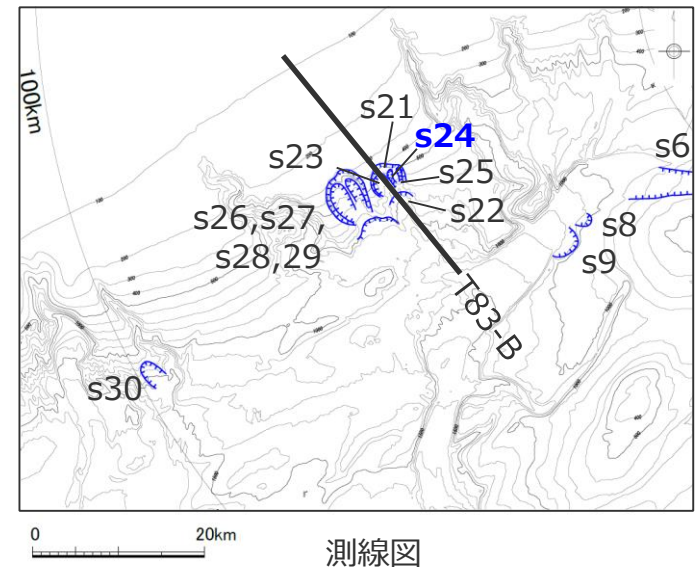 100km
s21
s24
s23
s25
s6
s22
s26,s27,
s28,29
s8
s9
T83-B
s30
0 20km
測線図